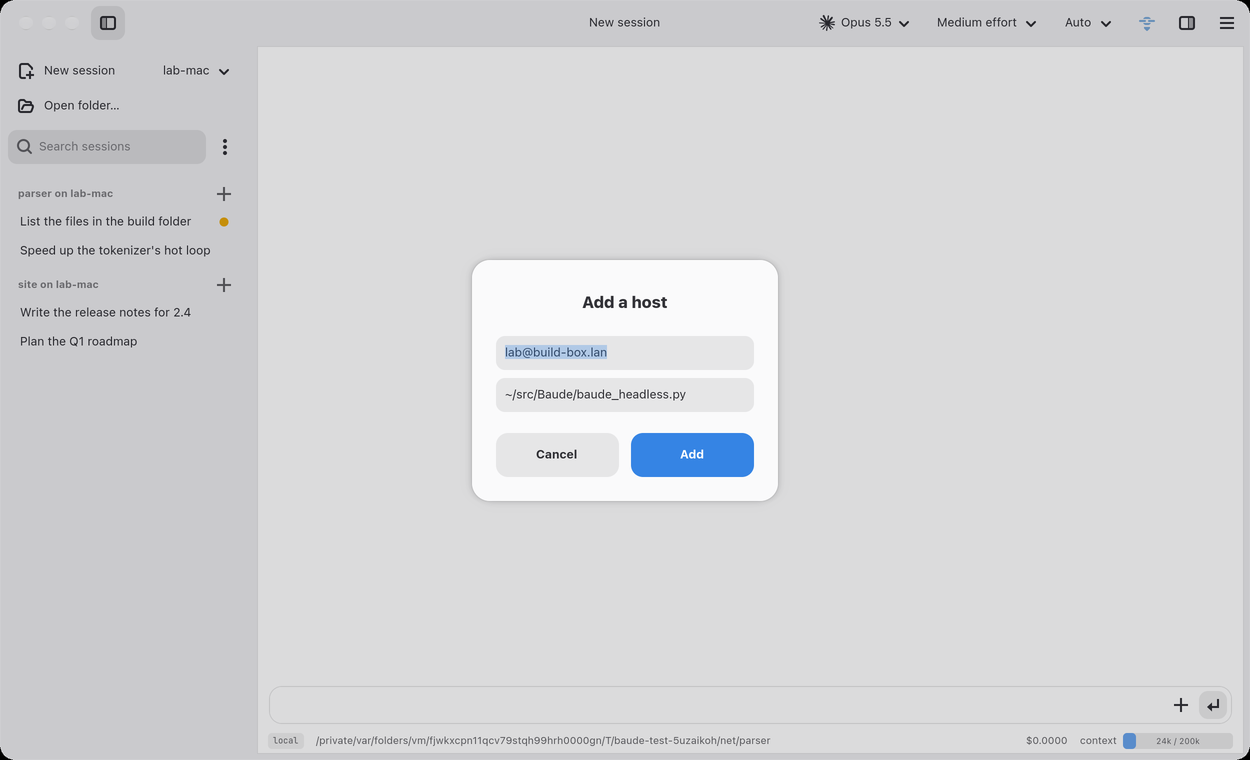 New session
Opus 5.5
Medium effort
Auto
New session
lab-mac
Open folder...
Search sessions
parser on lab-mac
List the files in the build folder
Speed up the tokenizer's hot loop
site on lab-mac
Write the release notes for 2.4
Plan the Q1 roadmap
Add a host
lab@build-box.lan
~/src/Baude/baude_headless.py
Cancel
Add
local
/private/var/folders/vm/fjwkxcpn11qcv79stqh99hrh0000gn/T/baude-test-5uzaikoh/net/parser
$0.0000
context
24k / 200k